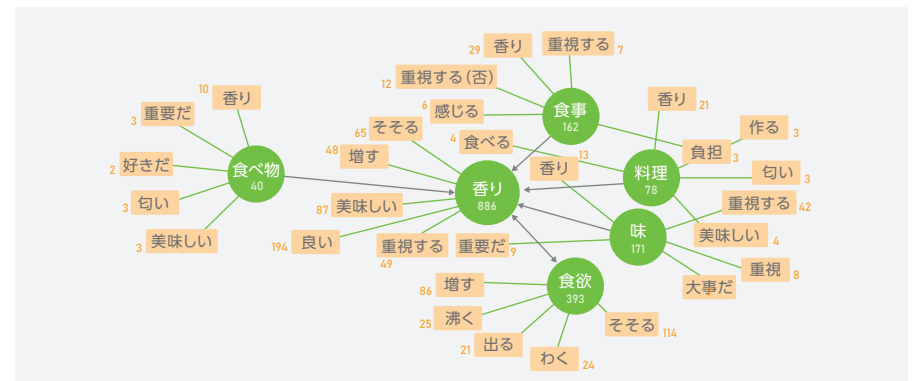 食べ物
40
10
香り
3
重要だ
2
好きだ
3
匂い
3
美味しい
香り
886
65
そそる
48
増す
87
美味しい
194
良い
重視する
49
食事
162
29
香り
重視する
7
12
重視する(否)
6
感じる
負担
3
料理
78
香り
21
作る
3
匂い
3
美味しい
4
4
食べる
味
171
13
香り
重要だ
9
重視する
42
重視
8
大事だ
食欲
393
86
増す
25
沸く
21
出る
わく
24
そそる
114